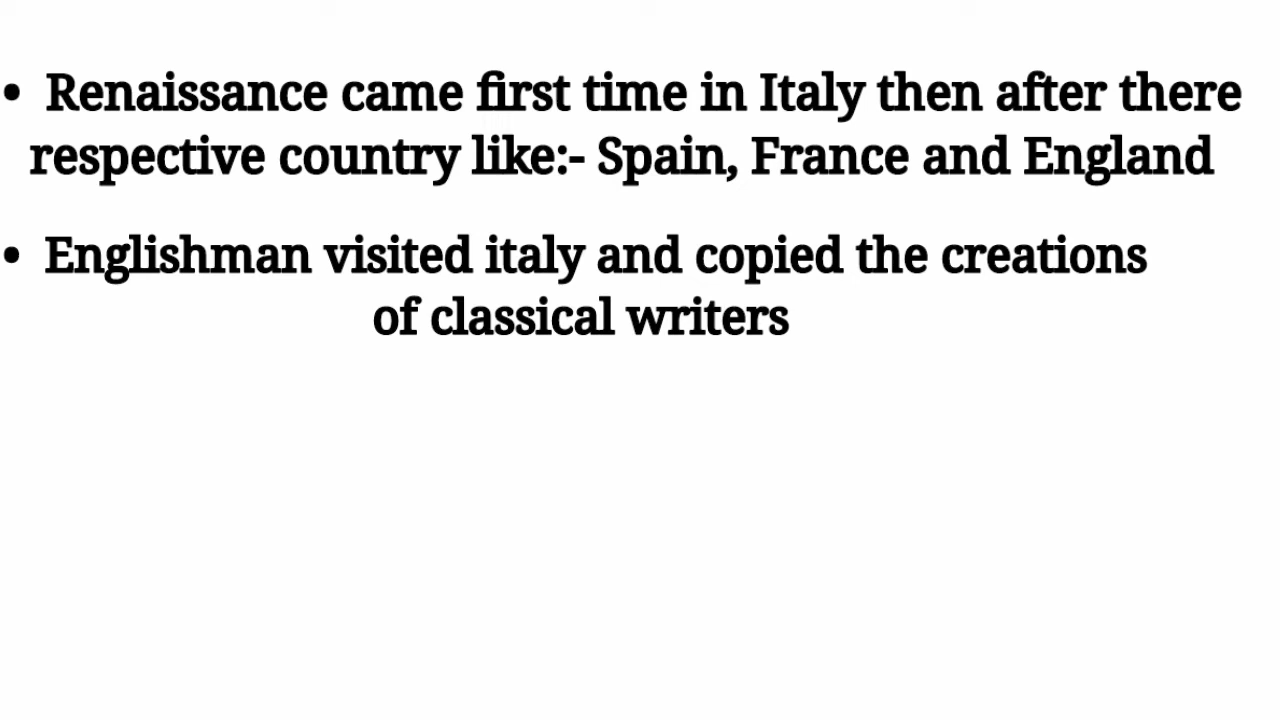 • Renaissance came first time in Italy then after there
respective country like:- Spain, France and England
• Englishman visited italy and copied the creations
of classical writers